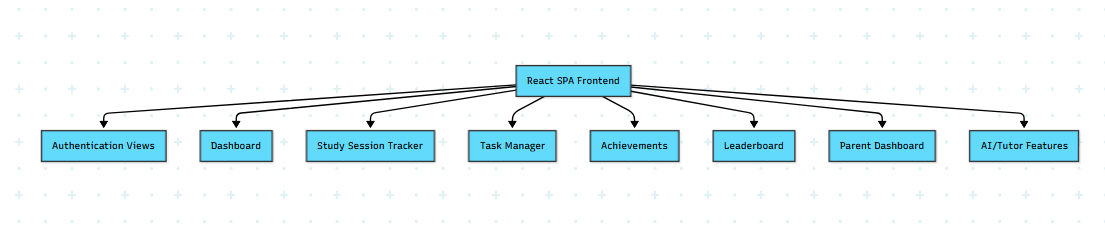 React SPA Frontend
Authentication Views
Dashboard
Study Session Tracker
Task Manager
Achievements
Leaderboard
Parent Dashboard
AI/Tutor Features